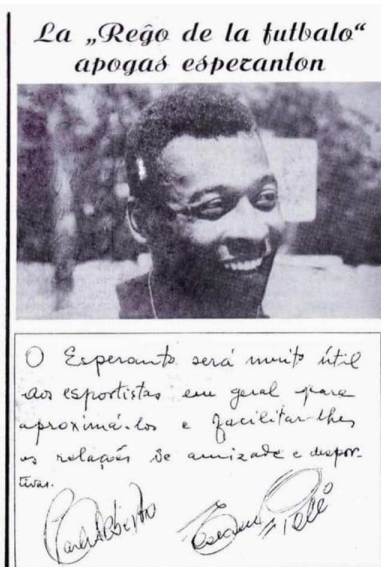 La „Reĝo de la futbalo“
apogas esperanton
O Esperanto será muito útil
aos esportistas em geral para
aproximá-los e facilitar-lhes
as relações de amizade e despor-
tivas.
Pelé